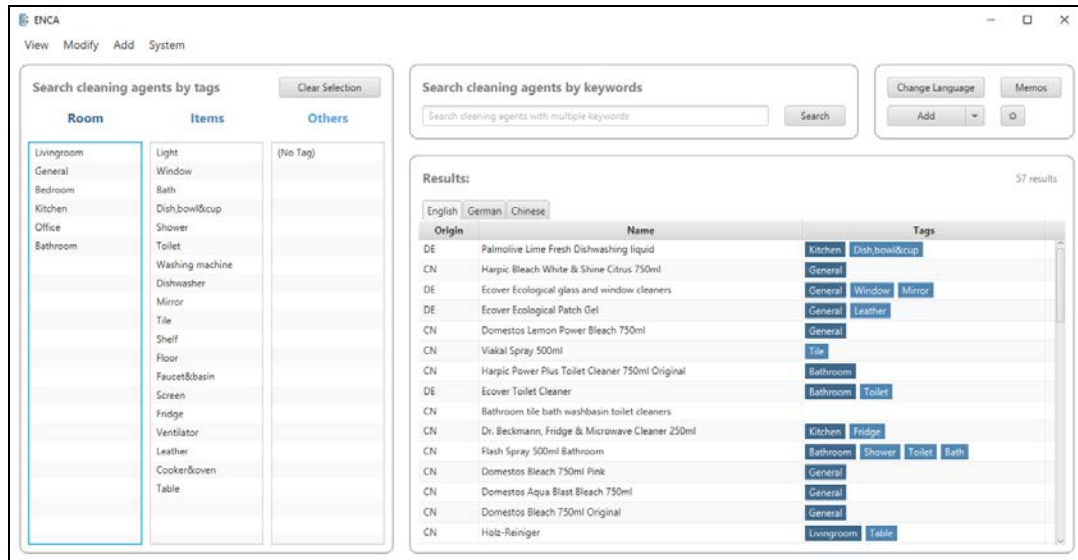 ENCA
View Modify Add System
Search cleaning agents by tags Clear Selection
Room Items Others
Livingroom
General
Bedroom
Kitchen
Office
Bathroom
Light
Window
Bath
Dish,bowl&cup
Shower
Toilet
Washing machine
Dishwasher
Mirror
Tile
Shelf
Floor
Faucet&basin
Screen
Fridge
Ventilator
Leather
Cooker&oven
Table
(No Tag)
Search cleaning agents by keywords
Search cleaning agents with multiple keywords Search
Change Language Memos
Add
Results: 57 results
English German Chinese
Origin Name Tags
DE Palmolive Lime Fresh Dishwashing liquid Kitchen Dish,bowl&cup
CN Harpic Bleach White & Shine Citrus 750ml General
DE Ecover Ecological glass and window cleaners General Window Mirror
DE Ecover Ecological Patch Gel General Leather
CN Domestos Lemon Power Bleach 750ml General
CN Viakal Spray 500ml Tile
CN Harpic Power Plus Toilet Cleaner 750ml Original Bathroom
DE Ecover Toilet Cleaner Bathroom Toilet
CN Bathroom tile bath washbasin toilet cleaners
CN Dr. Beckmann, Fridge & Microwave Cleaner 250ml Kitchen Fridge
CN Flash Spray 500ml Bathroom Bathroom Shower Toilet Bath
CN Domestos Bleach 750ml Pink General
CN Domestos Aqua Blast Bleach 750ml General
CN Domestos Bleach 750ml Original General
CN Holz-Reiniger Livingroom Table